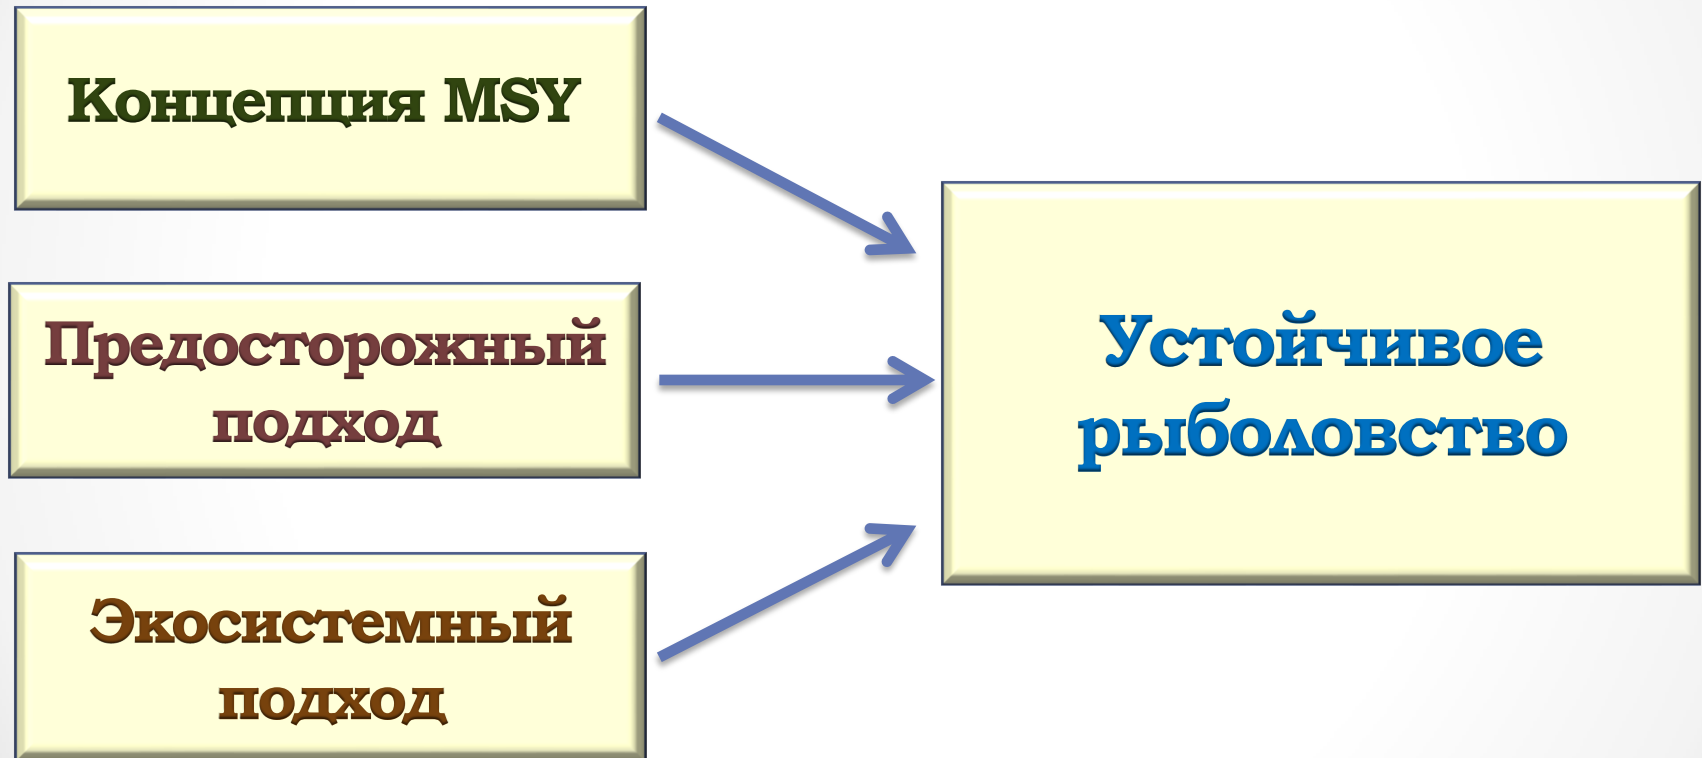 Концепция MSY
Предосторожный
подход
Экосистемный
подход
Устойчивое
рыболовство